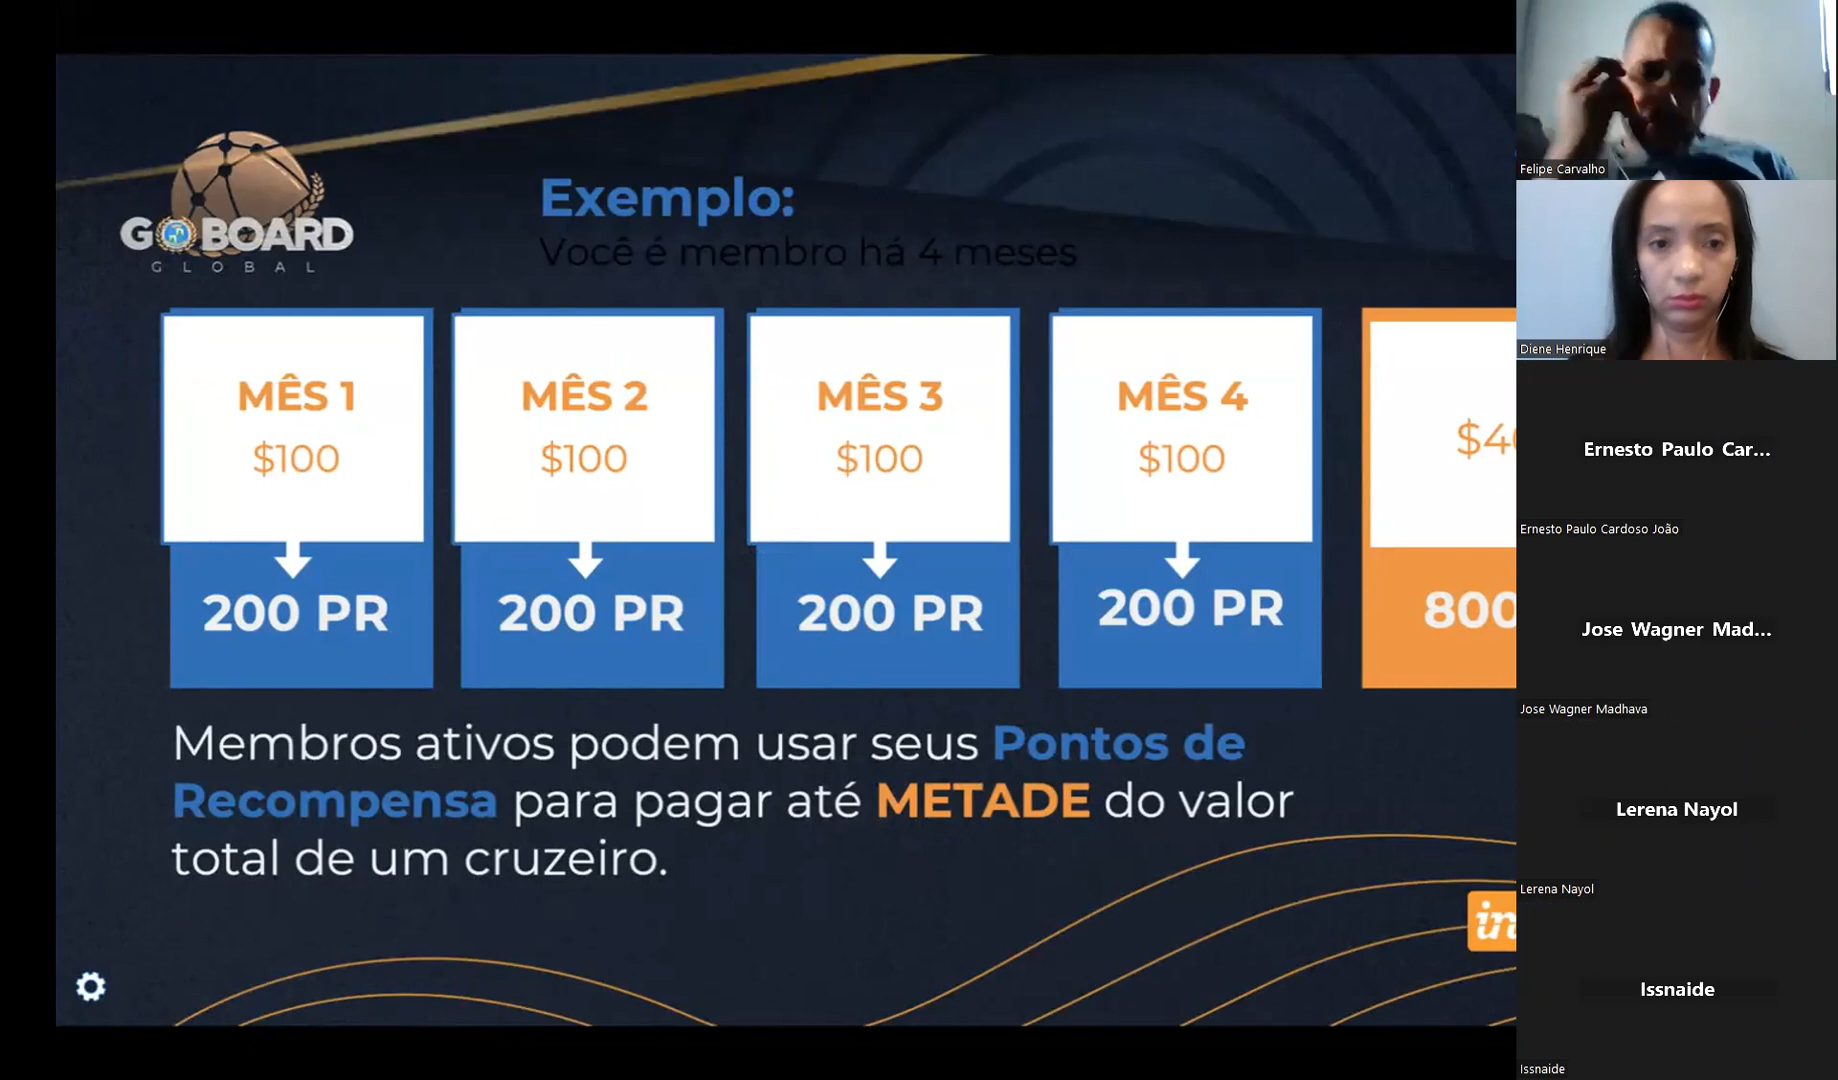 GOBOARD
GLOBAL
Exemplo:
Você é membro há 4 meses
MÊS 1
$100
200 PR
MÊS 2
$100
200 PR
MÊS 3
$100
200 PR
MÊS 4
$100
200 PR
$40
800
Membros ativos podem usar seus Pontos de
Recompensa para pagar até METADE do valor
total de um cruzeiro.
in
Felipe Carvalho
Diene Henrique
Ernesto Paulo Car...
Ernesto Paulo Cardoso João
Jose Wagner Mad...
Jose Wagner Madhava
Lerena Nayol
Lerena Nayol
Issnaide
Issnaide